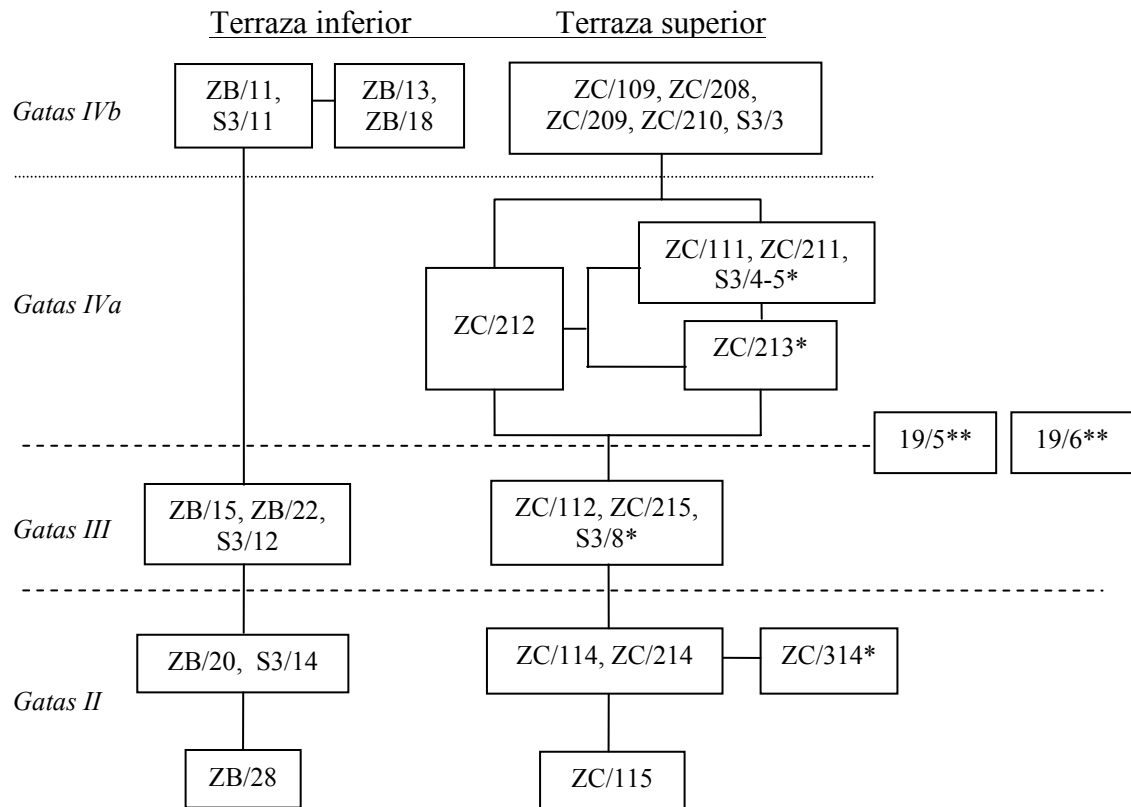 Terraza inferior
Terraza superior
Gatas IVb
ZB/11,
S3/11
ZB/13,
ZB/18
ZC/109, ZC/208,
ZC/209, ZC/210, S3/3
Gatas IVa
ZC/212
ZC/111, ZC/211,
S3/4-5*
ZC/213*
19/5**
19/6**
Gatas III
ZB/15, ZB/22,
S3/12
ZC/112, ZC/215,
S3/8*
Gatas II
ZB/20, S3/14
ZC/114, ZC/214
ZC/314*
ZB/28
ZC/115